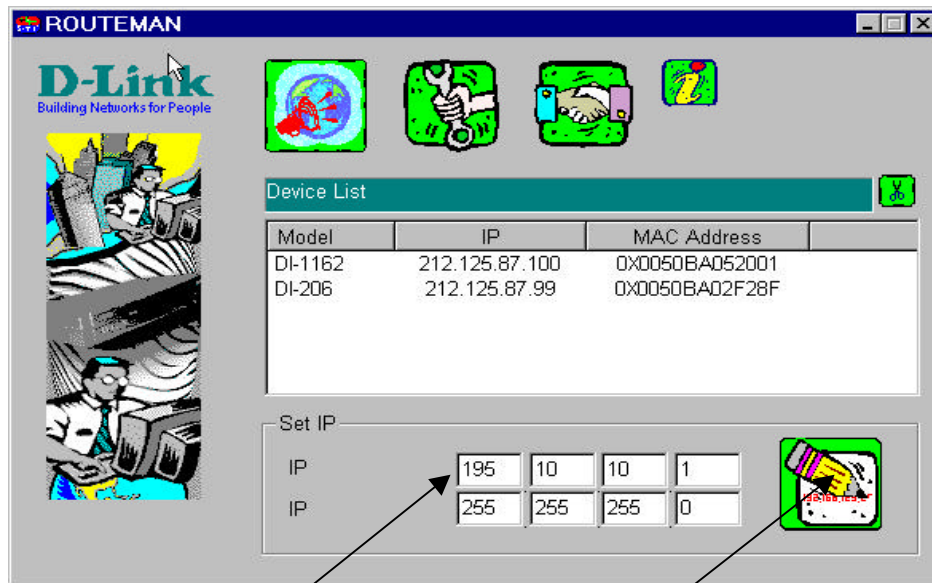 ROUTEMAN
D-Link
Building Networks for People
Device List
Model IP MAC Address
DI-1162 212.125.87.100 0X0050BA052001
DI-206 212.125.87.99 0X0050BA02F28F
Set IP
IP 195 10 10 1
IP 255 255 255 0